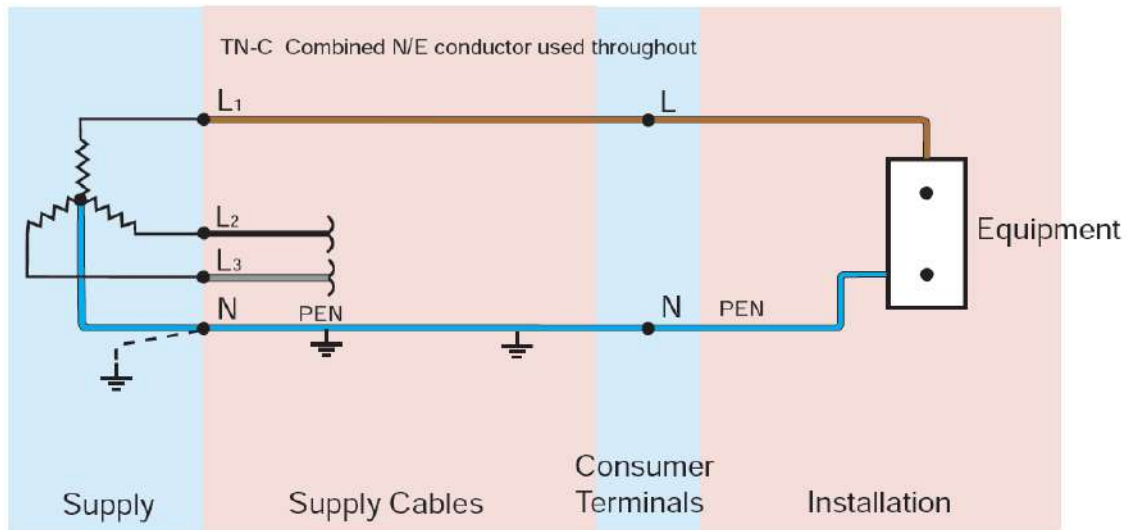 TN-C Combined N/E conductor used throughout
L1
L
L2
Equipment
L3
N
PEN
N
PEN
Supply
Supply Cables
Consumer
Terminals
Installation